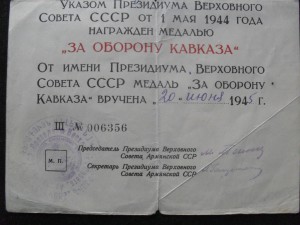 Указом Президиума Верховного
Совета СССР от 1 мая 1944 года
награжден медалью
„ЗА ОБОРОНУ КАВКАЗА“
От имени Президиума, Верховного
Совета СССР медаль „За оборону
Кавказа“ вручена „20“ июня 1945 г.
Ш № 006356
Председатель Президиума Верховного
Совета Армянской ССР
М. П.
Секретарь Президиума Верховного
Совета Армянской ССР